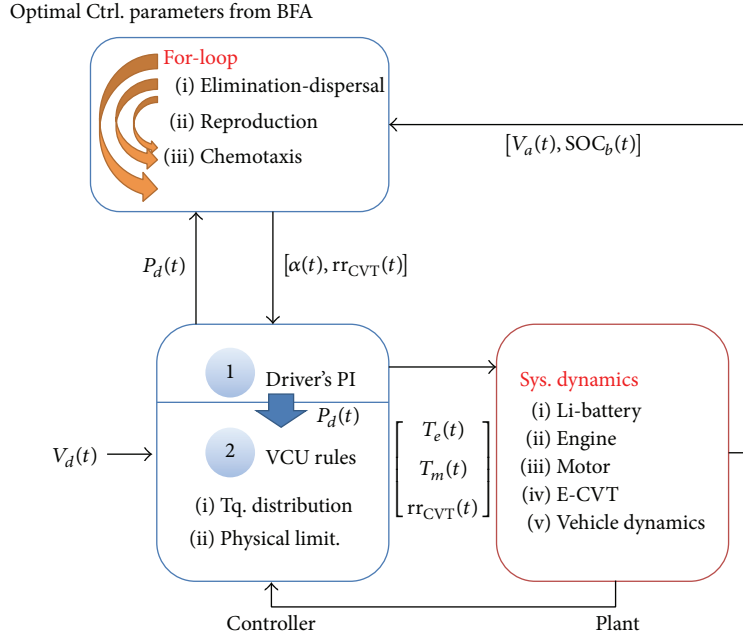 Optimal Ctrl. parameters from BFA
For-loop
(i) Elimination-dispersal
(ii) Reproduction
(iii) Chemotaxis
[V_a(t), SOC_b(t)]
P_d(t)
[α(t), rr_CVT(t)]
1
Driver's PI
P_d(t)
2
VCU rules
(i) Tq. distribution
(ii) Physical limit.
V_d(t)
T_e(t)
T_m(t)
rr_CVT(t)
Sys. dynamics
(i) Li-battery
(ii) Engine
(iii) Motor
(iv) E-CVT
(v) Vehicle dynamics
Controller
Plant